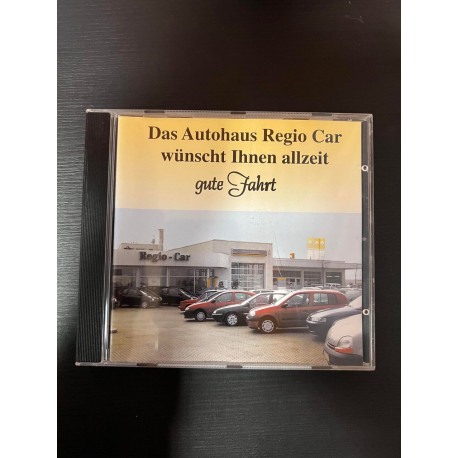 Das Autohaus Regio Car
wünscht Ihnen allzeit
gute Fahrt
Regio - Car